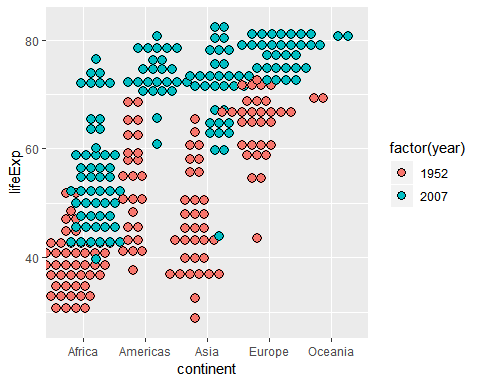 80
60
40
lifeExp
Africa
Americas
Asia
Europe
Oceania
continent
factor(year)
1952
2007